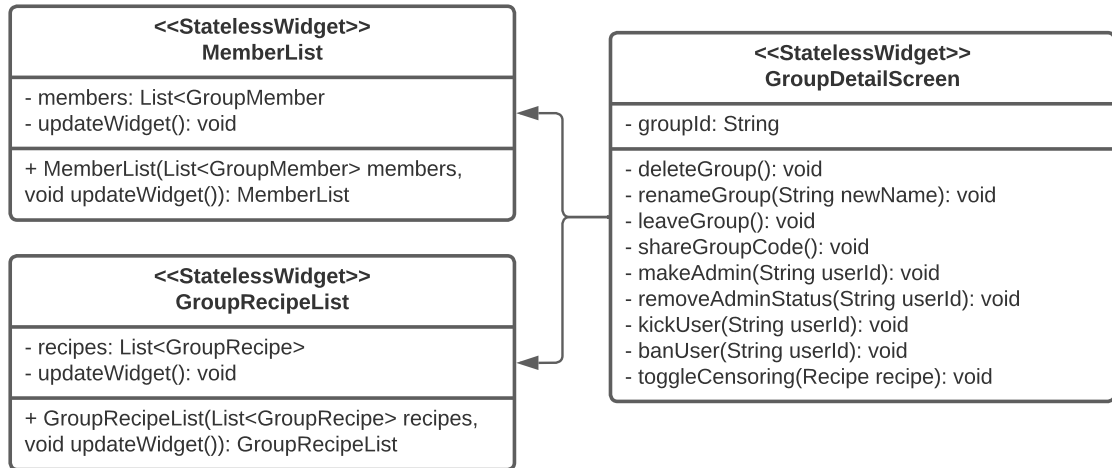 <<StatelessWidget>>
MemberList
- members: List<GroupMember
- updateWidget(): void
+ MemberList(List<GroupMember> members,
void updateWidget()): MemberList
<<StatelessWidget>>
GroupRecipeList
- recipes: List<GroupRecipe>
- updateWidget(): void
+ GroupRecipeList(List<GroupRecipe> recipes,
void updateWidget()): GroupRecipeList
<<StatelessWidget>>
GroupDetailScreen
- groupId: String
- deleteGroup(): void
- renameGroup(String newName): void
- leaveGroup(): void
- shareGroupCode(): void
- makeAdmin(String userId): void
- removeAdminStatus(String userId): void
- kickUser(String userId): void
- banUser(String userId): void
- toggleCensoring(Recipe recipe): void